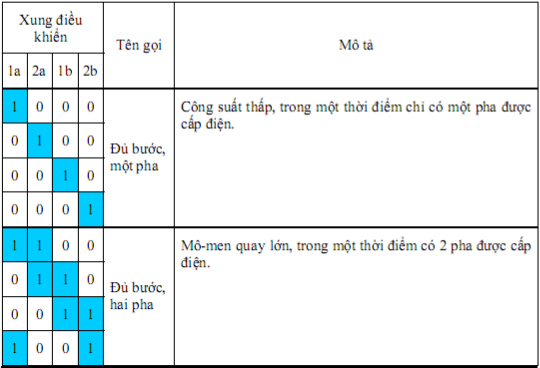 Xung điều
khiển
Tên gọi
Mô tả
1a 2a 1b 2b
1 0 0 0
0 1 0 0
0 0 1 0
0 0 0 1
Đủ bước,
một pha
Công suất thấp, trong một thời điểm chỉ có một pha được
cấp điện.
1 1 0 0
0 1 1 0
0 0 1 1
1 0 0 1
Đủ bước,
hai pha
Mô-men quay lớn, trong một thời điểm có 2 pha được cấp
điện.